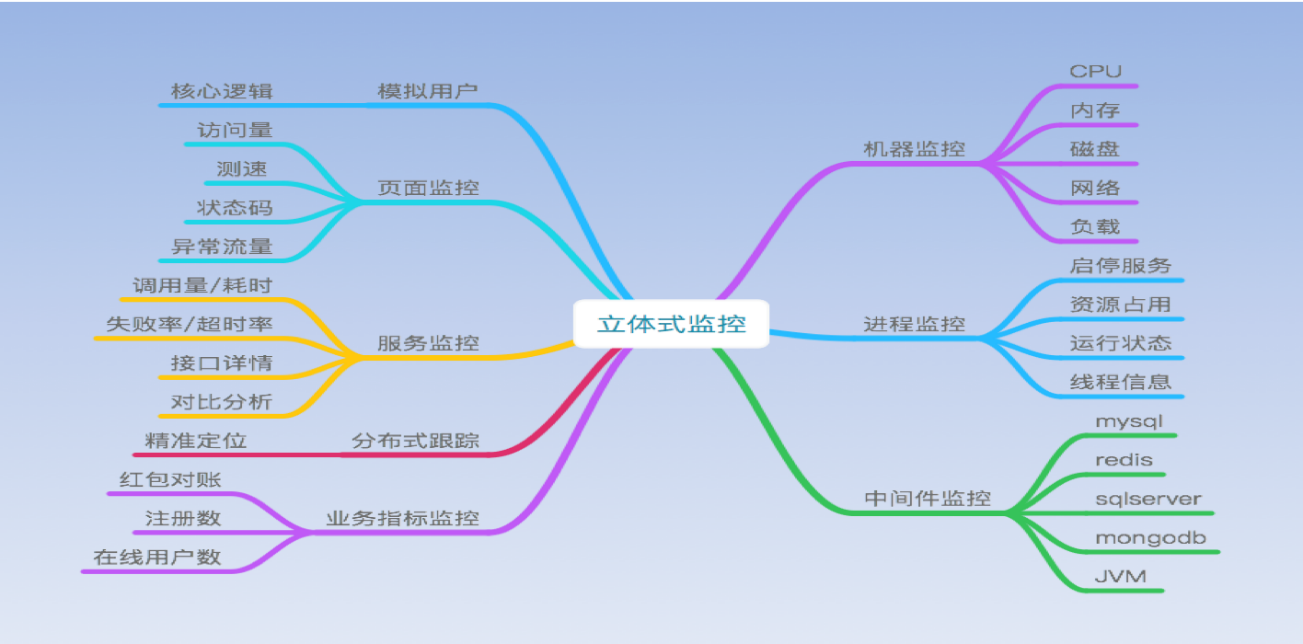 立体式监控
模拟用户
核心逻辑
页面监控
访问量
测速
状态码
异常流量
服务监控
调用量/耗时
失败率/超时率
接口详情
对比分析
分布式跟踪
精准定位
业务指标监控
红包对账
注册数
在线用户数
机器监控
CPU
内存
磁盘
网络
负载
进程监控
启停服务
资源占用
运行状态
线程信息
中间件监控
mysql
redis
sqlserver
mongodb
JVM